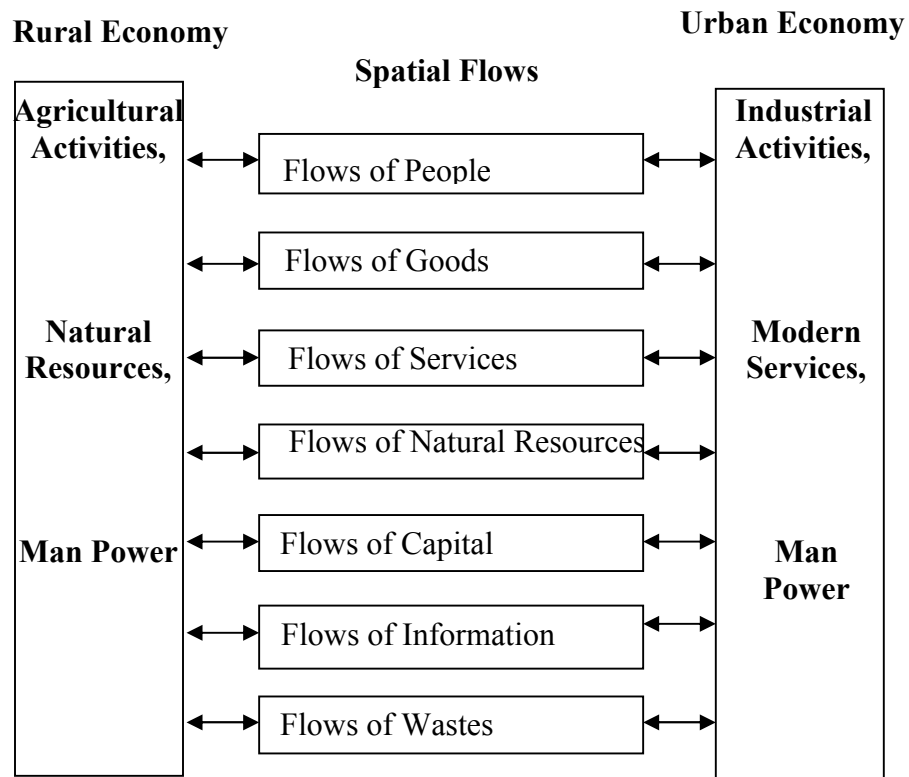 Rural Economy
Urban Economy
Spatial Flows
Agricultural
Activities,
Natural
Resources,
Man Power
Flows of People
Flows of Goods
Flows of Services
Flows of Natural Resources
Flows of Capital
Flows of Information
Flows of Wastes
Industrial
Activities,
Modern
Services,
Man
Power